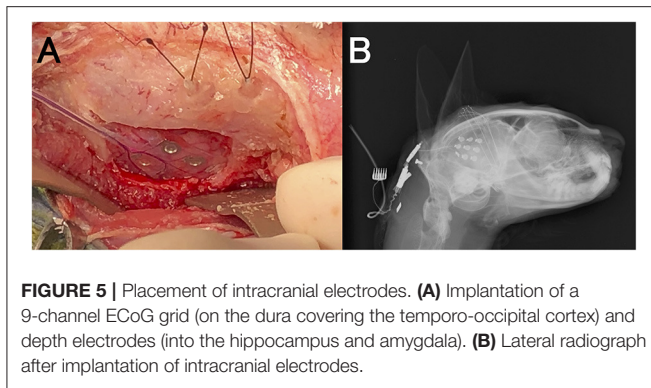 A
B
FIGURE 5 | Placement of intracranial electrodes. (A) Implantation of a
9-channel ECoG grid (on the dura covering the temporo-occipital cortex) and
depth electrodes (into the hippocampus and amygdala). (B) Lateral radiograph
after implantation of intracranial electrodes.